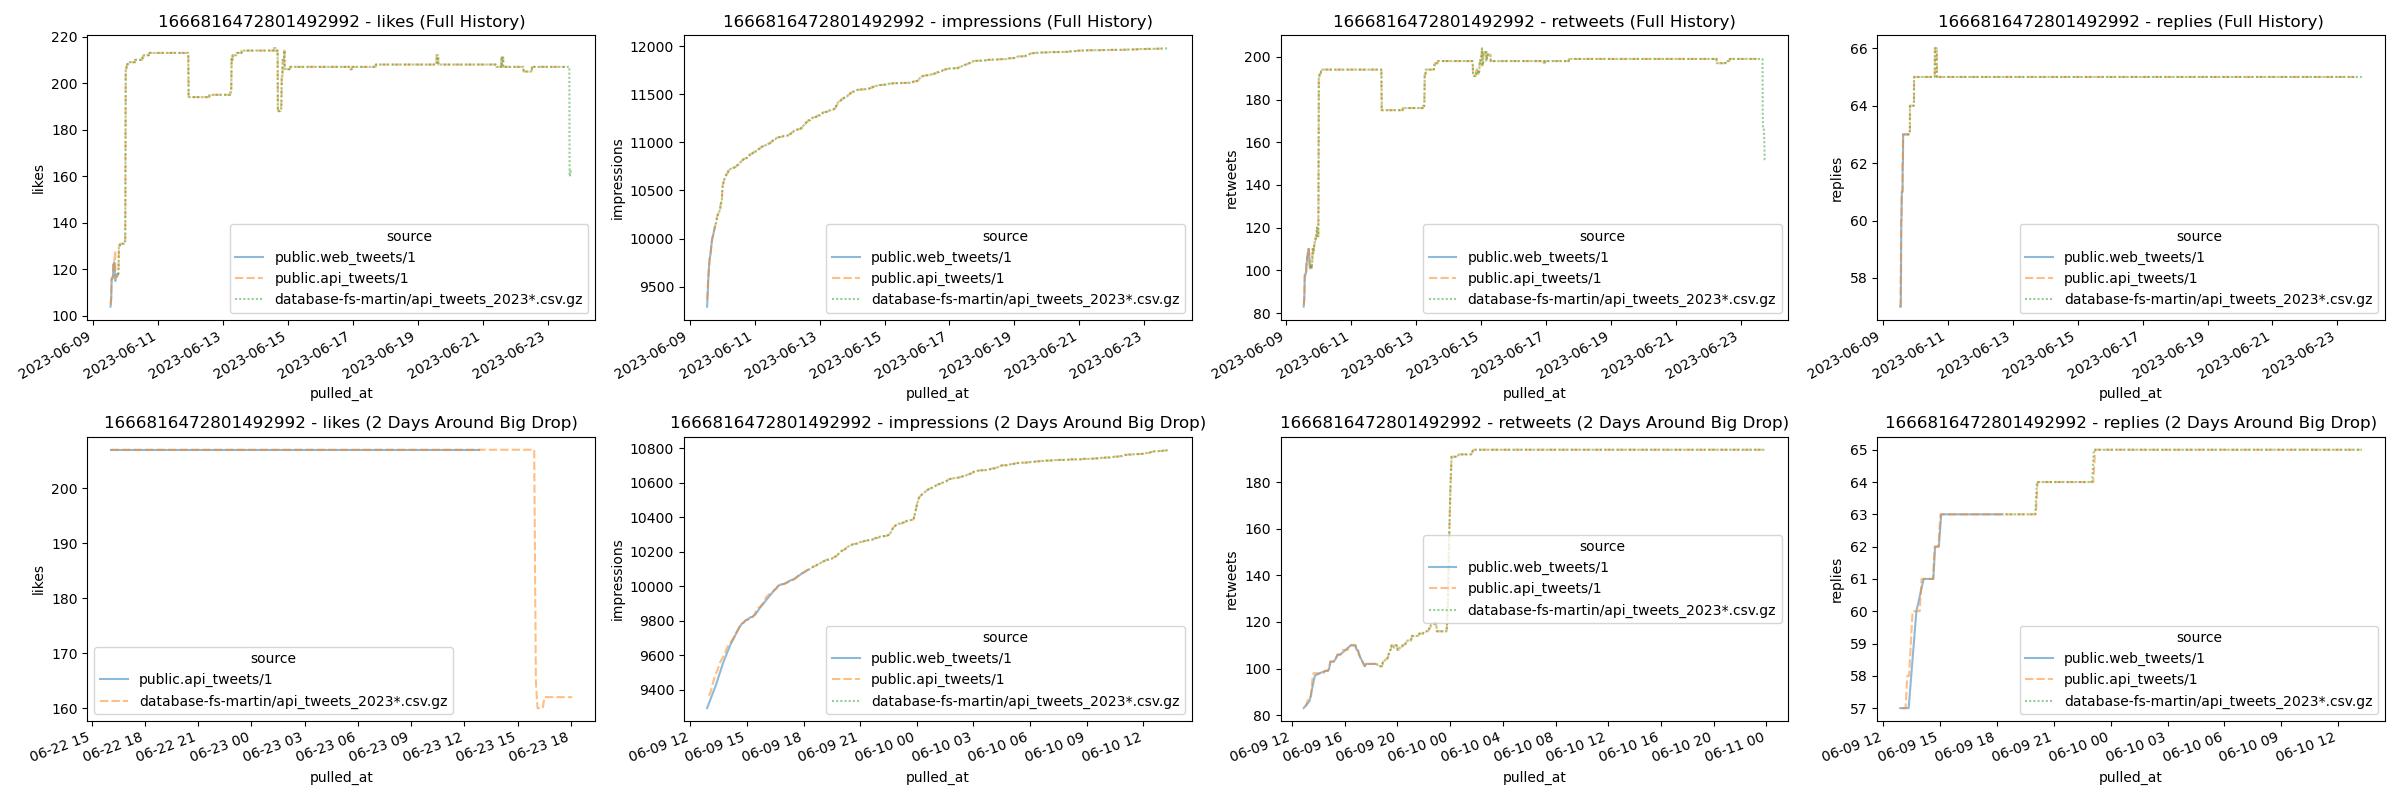 1666816472801492992 - likes (Full History)
220
200
180
160
140
120
100
likes
source
public.web_tweets/1
public.api_tweets/1
database-fs-martin/api_tweets_2023*.csv.gz
2023-06-09
2023-06-11
2023-06-13
2023-06-15
2023-06-17
2023-06-19
2023-06-21
2023-06-23
pulled_at
1666816472801492992 - impressions (Full History)
12000
11500
11000
10500
10000
9500
impressions
source
public.web_tweets/1
public.api_tweets/1
database-fs-martin/api_tweets_2023*.csv.gz
2023-06-09
2023-06-11
2023-06-13
2023-06-15
2023-06-17
2023-06-19
2023-06-21
2023-06-23
pulled_at
1666816472801492992 - retweets (Full History)
200
180
160
140
120
100
80
retweets
source
public.web_tweets/1
public.api_tweets/1
database-fs-martin/api_tweets_2023*.csv.gz
2023-06-09
2023-06-11
2023-06-13
2023-06-15
2023-06-17
2023-06-19
2023-06-21
2023-06-23
pulled_at
1666816472801492992 - replies (Full History)
66
64
62
60
58
replies
source
public.web_tweets/1
public.api_tweets/1
database-fs-martin/api_tweets_2023*.csv.gz
2023-06-09
2023-06-11
2023-06-13
2023-06-15
2023-06-17
2023-06-19
2023-06-21
2023-06-23
pulled_at
1666816472801492992 - likes (2 Days Around Big Drop)
200
190
180
170
160
likes
source
public.api_tweets/1
database-fs-martin/api_tweets_2023*.csv.gz
06-22 15
06-22 18
06-22 21
06-23 00
06-23 03
06-23 06
06-23 09
06-23 12
06-23 15
06-23 18
pulled_at
1666816472801492992 - impressions (2 Days Around Big Drop)
10800
10600
10400
10200
10000
9800
9600
9400
impressions
source
public.web_tweets/1
public.api_tweets/1
database-fs-martin/api_tweets_2023*.csv.gz
06-09 12
06-09 15
06-09 18
06-09 21
06-10 00
06-10 03
06-10 06
06-10 09
06-10 12
pulled_at
1666816472801492992 - retweets (2 Days Around Big Drop)
180
160
140
120
100
80
retweets
source
public.web_tweets/1
public.api_tweets/1
database-fs-martin/api_tweets_2023*.csv.gz
06-09 12
06-09 16
06-09 20
06-10 00
06-10 04
06-10 08
06-10 12
06-10 16
06-10 20
06-11 00
pulled_at
1666816472801492992 - replies (2 Days Around Big Drop)
65
64
63
62
61
60
59
58
57
replies
source
public.web_tweets/1
public.api_tweets/1
database-fs-martin/api_tweets_2023*.csv.gz
06-09 12
06-09 15
06-09 18
06-09 21
06-10 00
06-10 03
06-10 06
06-10 09
06-10 12
pulled_at